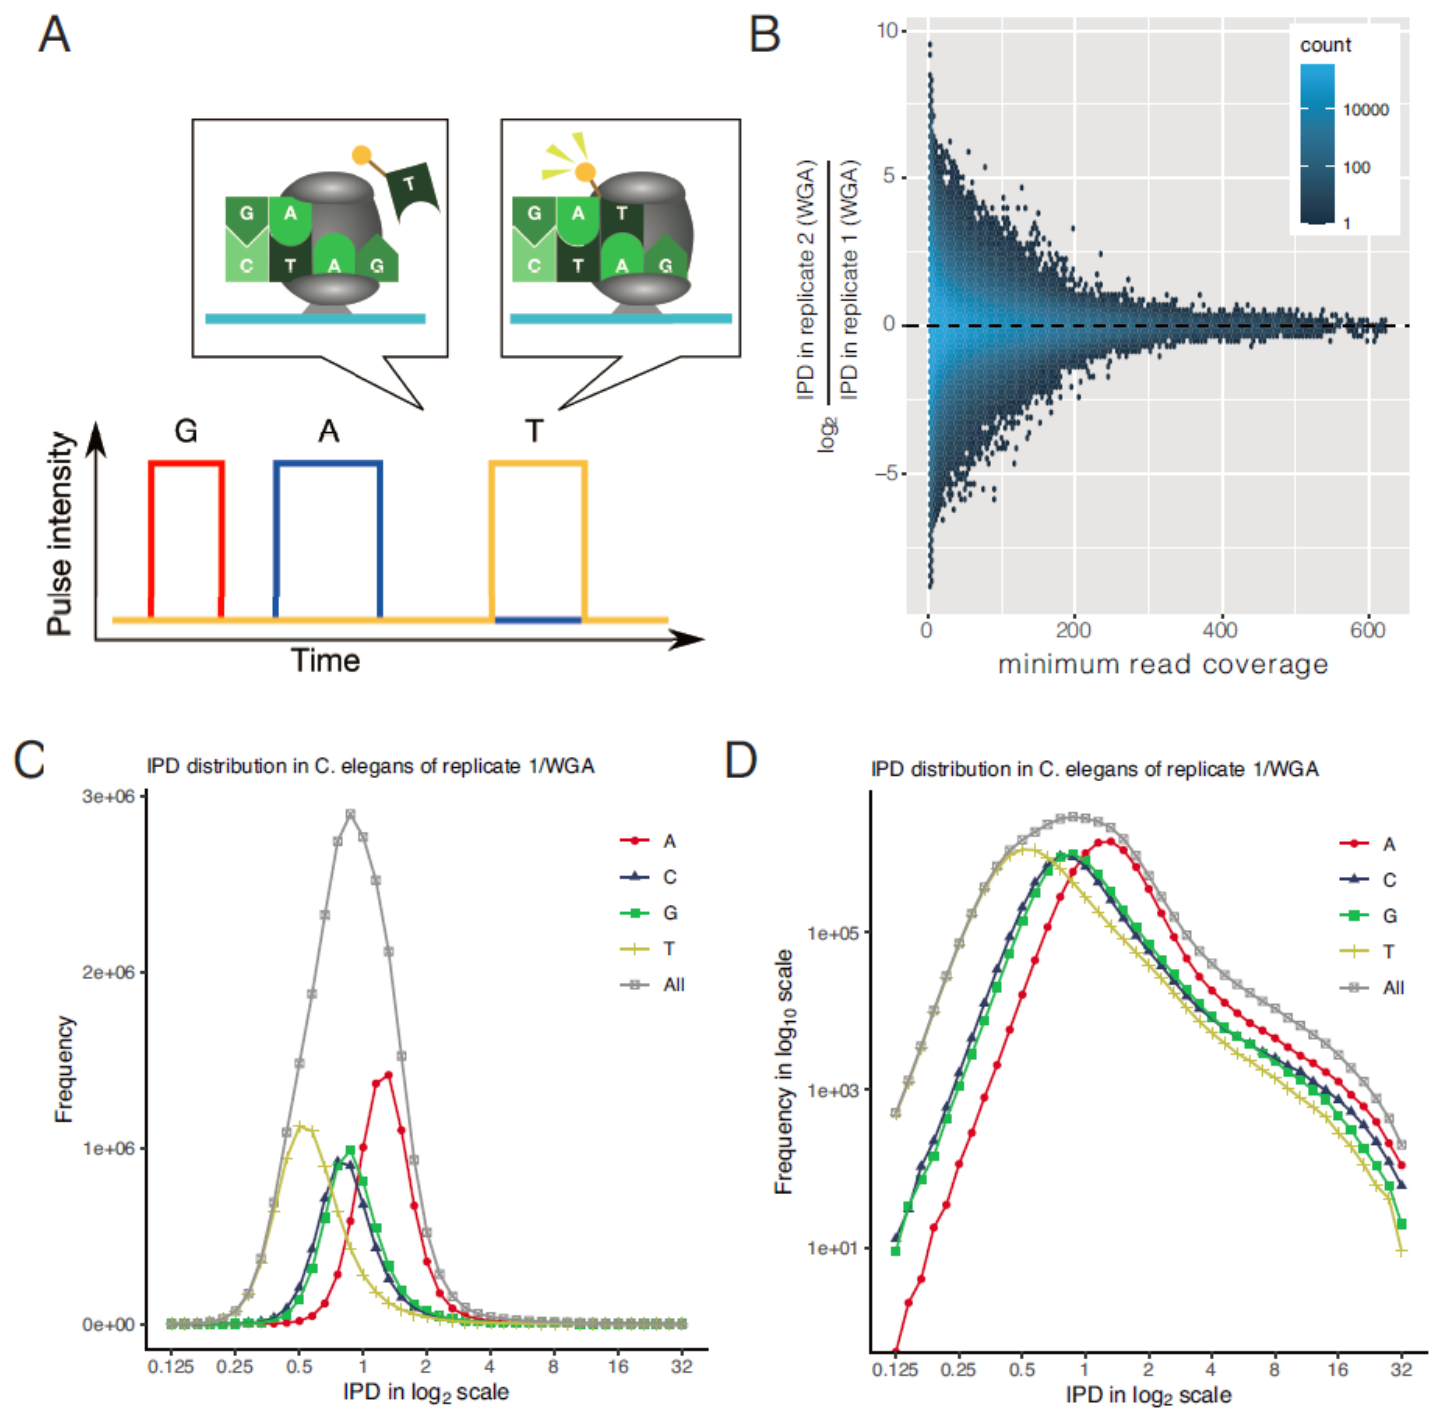 A
G A
C T A G
T
G A T
C T A G
G A T
Pulse intensity
Time
B
10
5
0
−5
log2 IPD in replicate 2 (WGA)
IPD in replicate 1 (WGA)
0 200 400 600
minimum read coverage
count
10000
100
1
C
IPD distribution in C. elegans of replicate 1/WGA
3e+06
2e+06
1e+06
0e+00
Frequency
A
C
G
T
All
0.125 0.25 0.5 1 2 4 8 16 32
IPD in log2 scale
D
IPD distribution in C. elegans of replicate 1/WGA
1e+05
1e+03
1e+01
Frequency in log10 scale
A
C
G
T
All
0.125 0.25 0.5 1 2 4 8 16 32
IPD in log2 scale